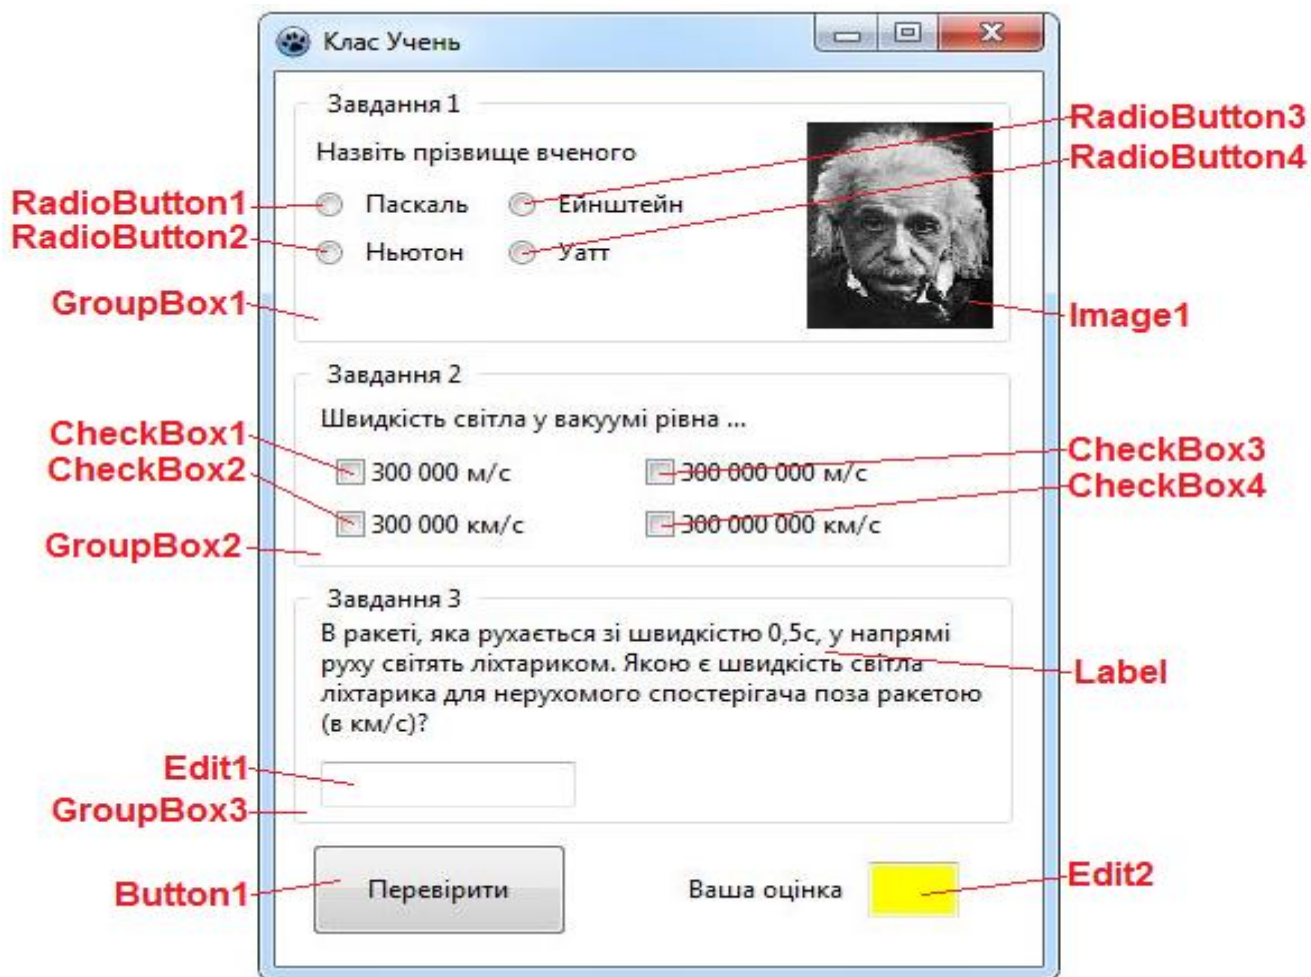 Клас Учень
Завдання 1
Назвіть прізвище вченого
RadioButton3
RadioButton4
RadioButton1
Паскаль
Ейнштейн
RadioButton2
Ньютон
Уатт
GroupBox1
Image1
Завдання 2
Швидкість світла у вакуумі рівна ...
CheckBox1
CheckBox2
300 000 м/с
300 000 000 м/с
CheckBox3
CheckBox4
300 000 км/с
300 000 000 км/с
GroupBox2
Завдання 3
В ракеті, яка рухається зі швидкістю 0,5с, у напрямі
руху світять ліхтариком. Якою є швидкість світла
ліхтарика для нерухомого спостерігача поза ракетою
(в км/с)?
Label
Edit1
GroupBox3
Button1
Перевірити
Ваша оцінка
Edit2